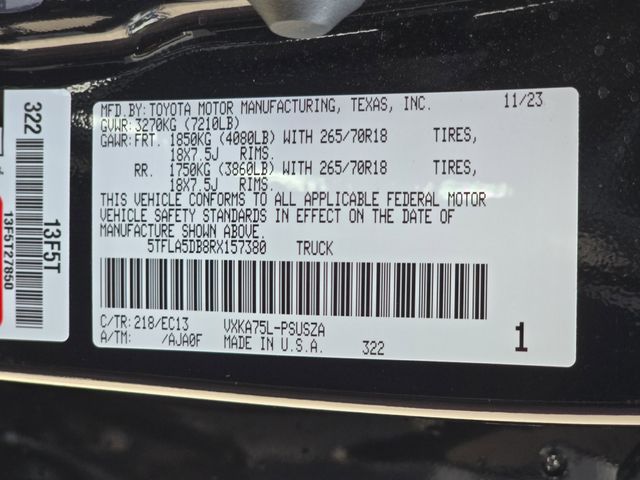 MFD.BY:TOYOTA MOTOR MANUFACTURING, TEXAS, INC. 11/23
GVWR:3270KG (7210LB)
GAWR:FRT. 1850KG (4080LB) WITH 265/70R18 TIRES,
18X7.5J RIMS.
RR. 1750KG (3860LB) WITH 265/70R18 TIRES,
18X7.5J RIMS.
THIS VEHICLE CONFORMS TO ALL APPLICABLE FEDERAL MOTOR
VEHICLE SAFETY STANDARDS IN EFFECT ON THE DATE OF
MANUFACTURE SHOWN ABOVE.
5TFLA5DB8RX157380 TRUCK
C/TR:218/EC13 VXKA75L-PSUSZA
A/TM: /AJA0F MADE IN U.S.A. 322 1
322
13F5T
13F5T27850